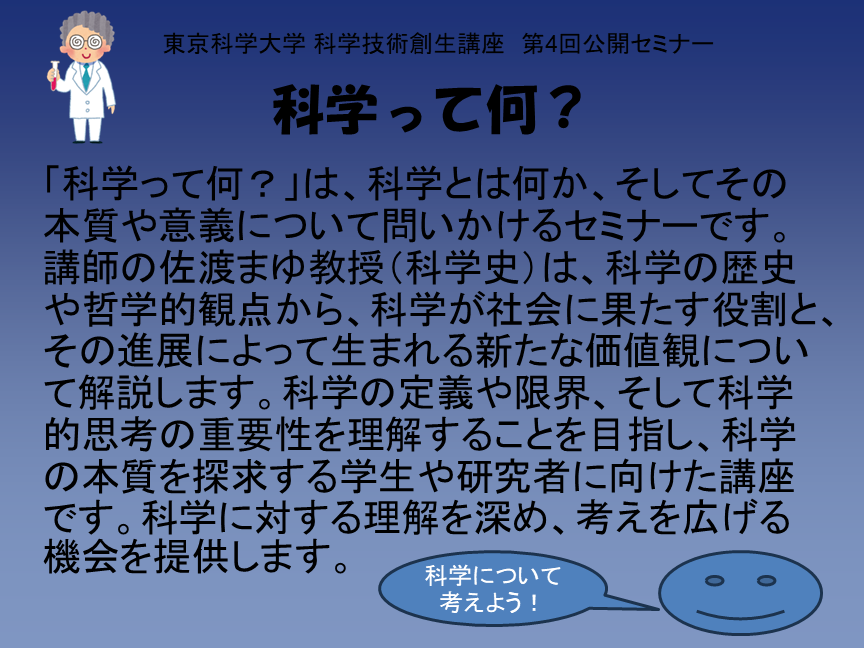 東京科学大学 科学技術創生講座　第4回公開セミナー
科学って何？
「科学って何？」は、科学とは何か、そしてその
本質や意義について問いかけるセミナーです。
講師の佐渡まゆ教授（科学史）は、科学の歴史
や哲学的観点から、科学が社会に果たす役割と、
その進展によって生まれる新たな価値観につい
て解説します。科学の定義や限界、そして科学
的思考の重要性を理解することを目指し、科学
の本質を探求する学生や研究者に向けた講座
です。科学に対する理解を深め、考えを広げる
機会を提供します。
科学について
考えよう！